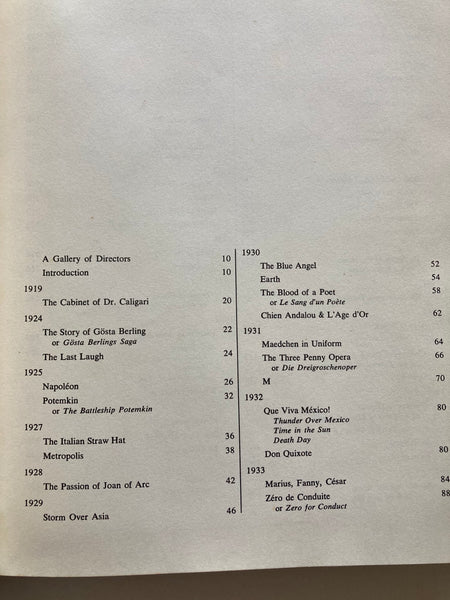 A Gallery of Directors 10
Introduction 10
1919
The Cabinet of Dr. Caligari 20
1924
The Story of Gösta Berling 22
or Gösta Berlings Saga
The Last Laugh 24
1925
Napoléon 26
Potemkin 32
or The Battleship Potemkin
1927
The Italian Straw Hat 36
Metropolis 38
1928
The Passion of Joan of Arc 42
1929
Storm Over Asia 46
1930
The Blue Angel 52
Earth 54
The Blood of a Poet 58
or Le Sang d'un Poète
Chien Andalou & L'Age d'Or 62
1931
Maedchen in Uniform 64
The Three Penny Opera 66
or Die Dreigroschenoper
M 70
1932
Que Viva México! 80
Thunder Over Mexico
Time in the Sun
Death Day
Don Quixote 80
1933
Marius, Fanny, César 84
Zéro de Conduite 88
or Zero for Conduct